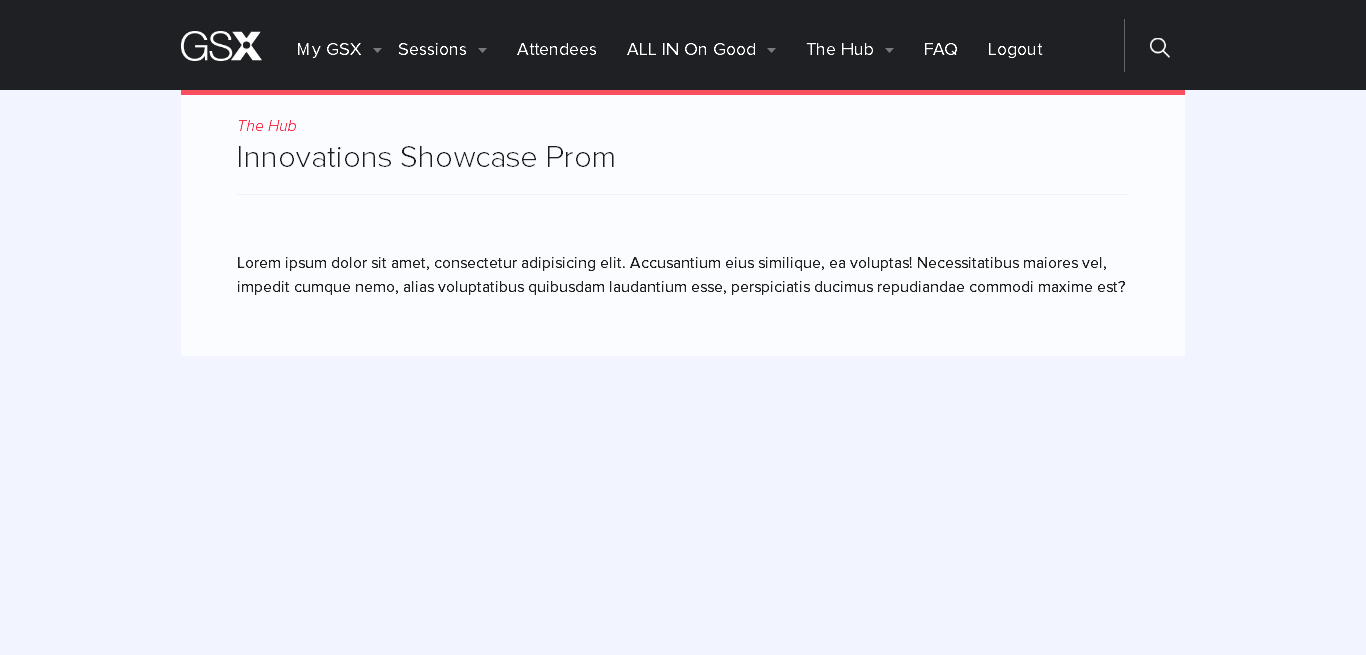 GSX My GSX Sessions Attendees ALL IN On Good The Hub FAQ Logout
The Hub
Innovations Showcase Prom
Lorem ipsum dolor sit amet, consectetur adipisicing elit. Accusantium eius similique, ea voluptas! Necessitatibus maiores vel,
impedit cumque nemo, alias voluptatibus quibusdam laudantium esse, perspiciatis ducimus repudiandae commodi maxime est?